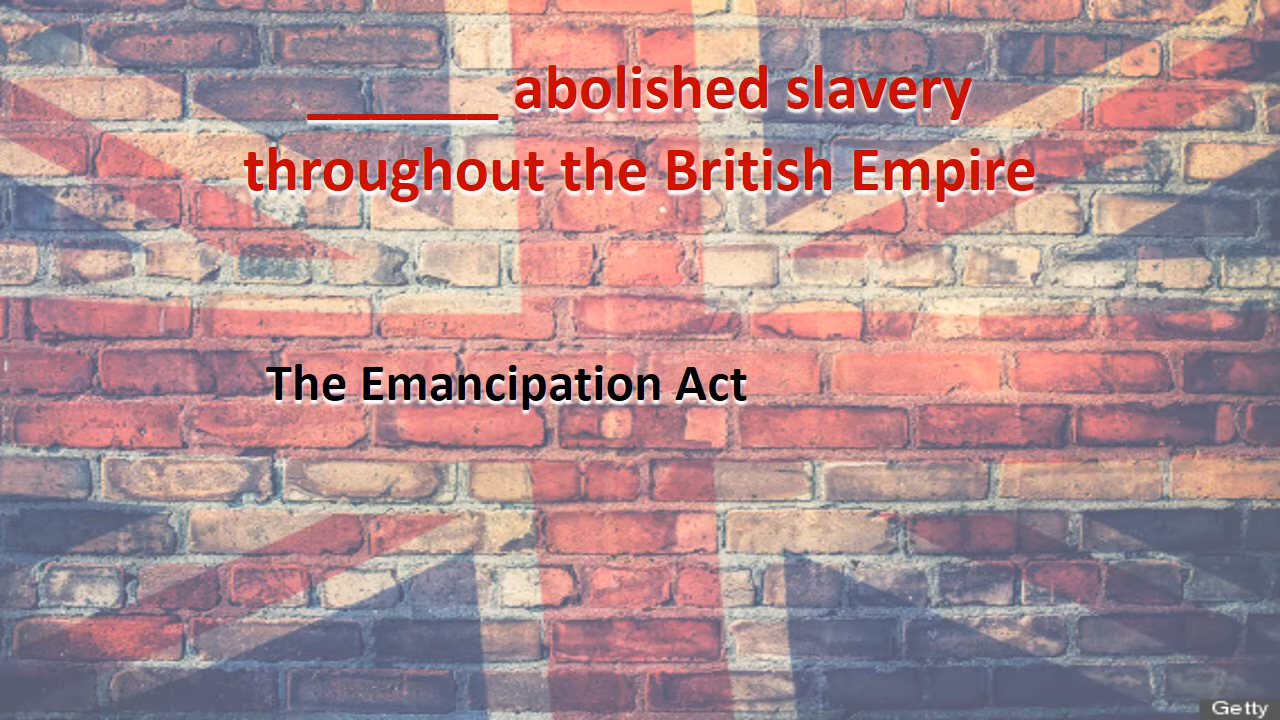 ______ abolished slavery
throughout the British Empire
The Emancipation Act
Getty